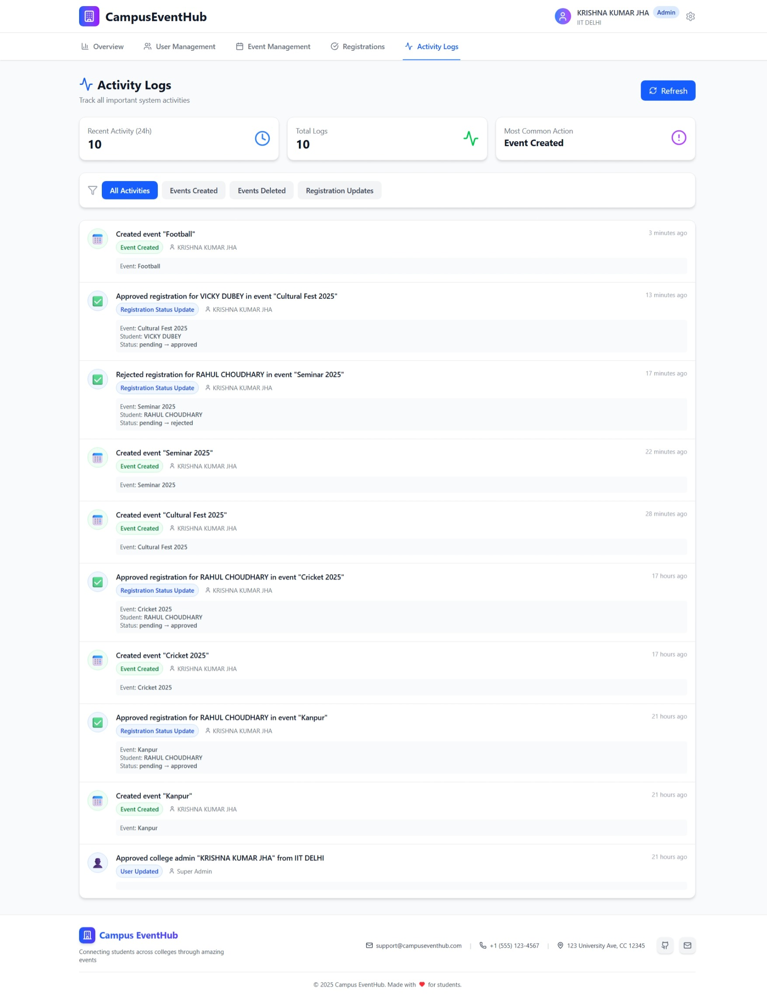 CampusEventHub
KRISHNA KUMAR JHA Admin
IIT DELHI
Overview User Management Event Management Registrations Activity Logs
Activity Logs
Track all important system activities
Refresh
Recent Activity (24h)
10
Total Logs
10
Most Common Action
Event Created
All Activities Events Created Events Deleted Registration Updates
Created event "Football" 3 minutes ago
Event Created KRISHNA KUMAR JHA
Event: Football
Approved registration for VICKY DUBEY in event "Cultural Fest 2025" 13 minutes ago
Registration Status Update KRISHNA KUMAR JHA
Event: Cultural Fest 2025
Student: VICKY DUBEY
Status: pending → approved
Rejected registration for RAHUL CHOUDHARY in event "Seminar 2025" 17 minutes ago
Registration Status Update KRISHNA KUMAR JHA
Event: Seminar 2025
Student: RAHUL CHOUDHARY
Status: pending → rejected
Created event "Seminar 2025" 22 minutes ago
Event Created KRISHNA KUMAR JHA
Event: Seminar 2025
Created event "Cultural Fest 2025" 28 minutes ago
Event Created KRISHNA KUMAR JHA
Event: Cultural Fest 2025
Approved registration for RAHUL CHOUDHARY in event "Cricket 2025" 17 hours ago
Registration Status Update KRISHNA KUMAR JHA
Event: Cricket 2025
Student: RAHUL CHOUDHARY
Status: pending → approved
Created event "Cricket 2025" 17 hours ago
Event Created KRISHNA KUMAR JHA
Event: Cricket 2025
Approved registration for RAHUL CHOUDHARY in event "Kanpur" 21 hours ago
Registration Status Update KRISHNA KUMAR JHA
Event: Kanpur
Student: RAHUL CHOUDHARY
Status: pending → approved
Created event "Kanpur" 21 hours ago
Event Created KRISHNA KUMAR JHA
Event: Kanpur
Approved college admin "KRISHNA KUMAR JHA" from IIT DELHI 21 hours ago
User Updated Super Admin
Campus EventHub
Connecting students across colleges through amazing
events
support@campuseventhub.com | +1 (555) 123-4567 | 123 University Ave, CC 12345
© 2025 Campus EventHub. Made with ❤️ for students.